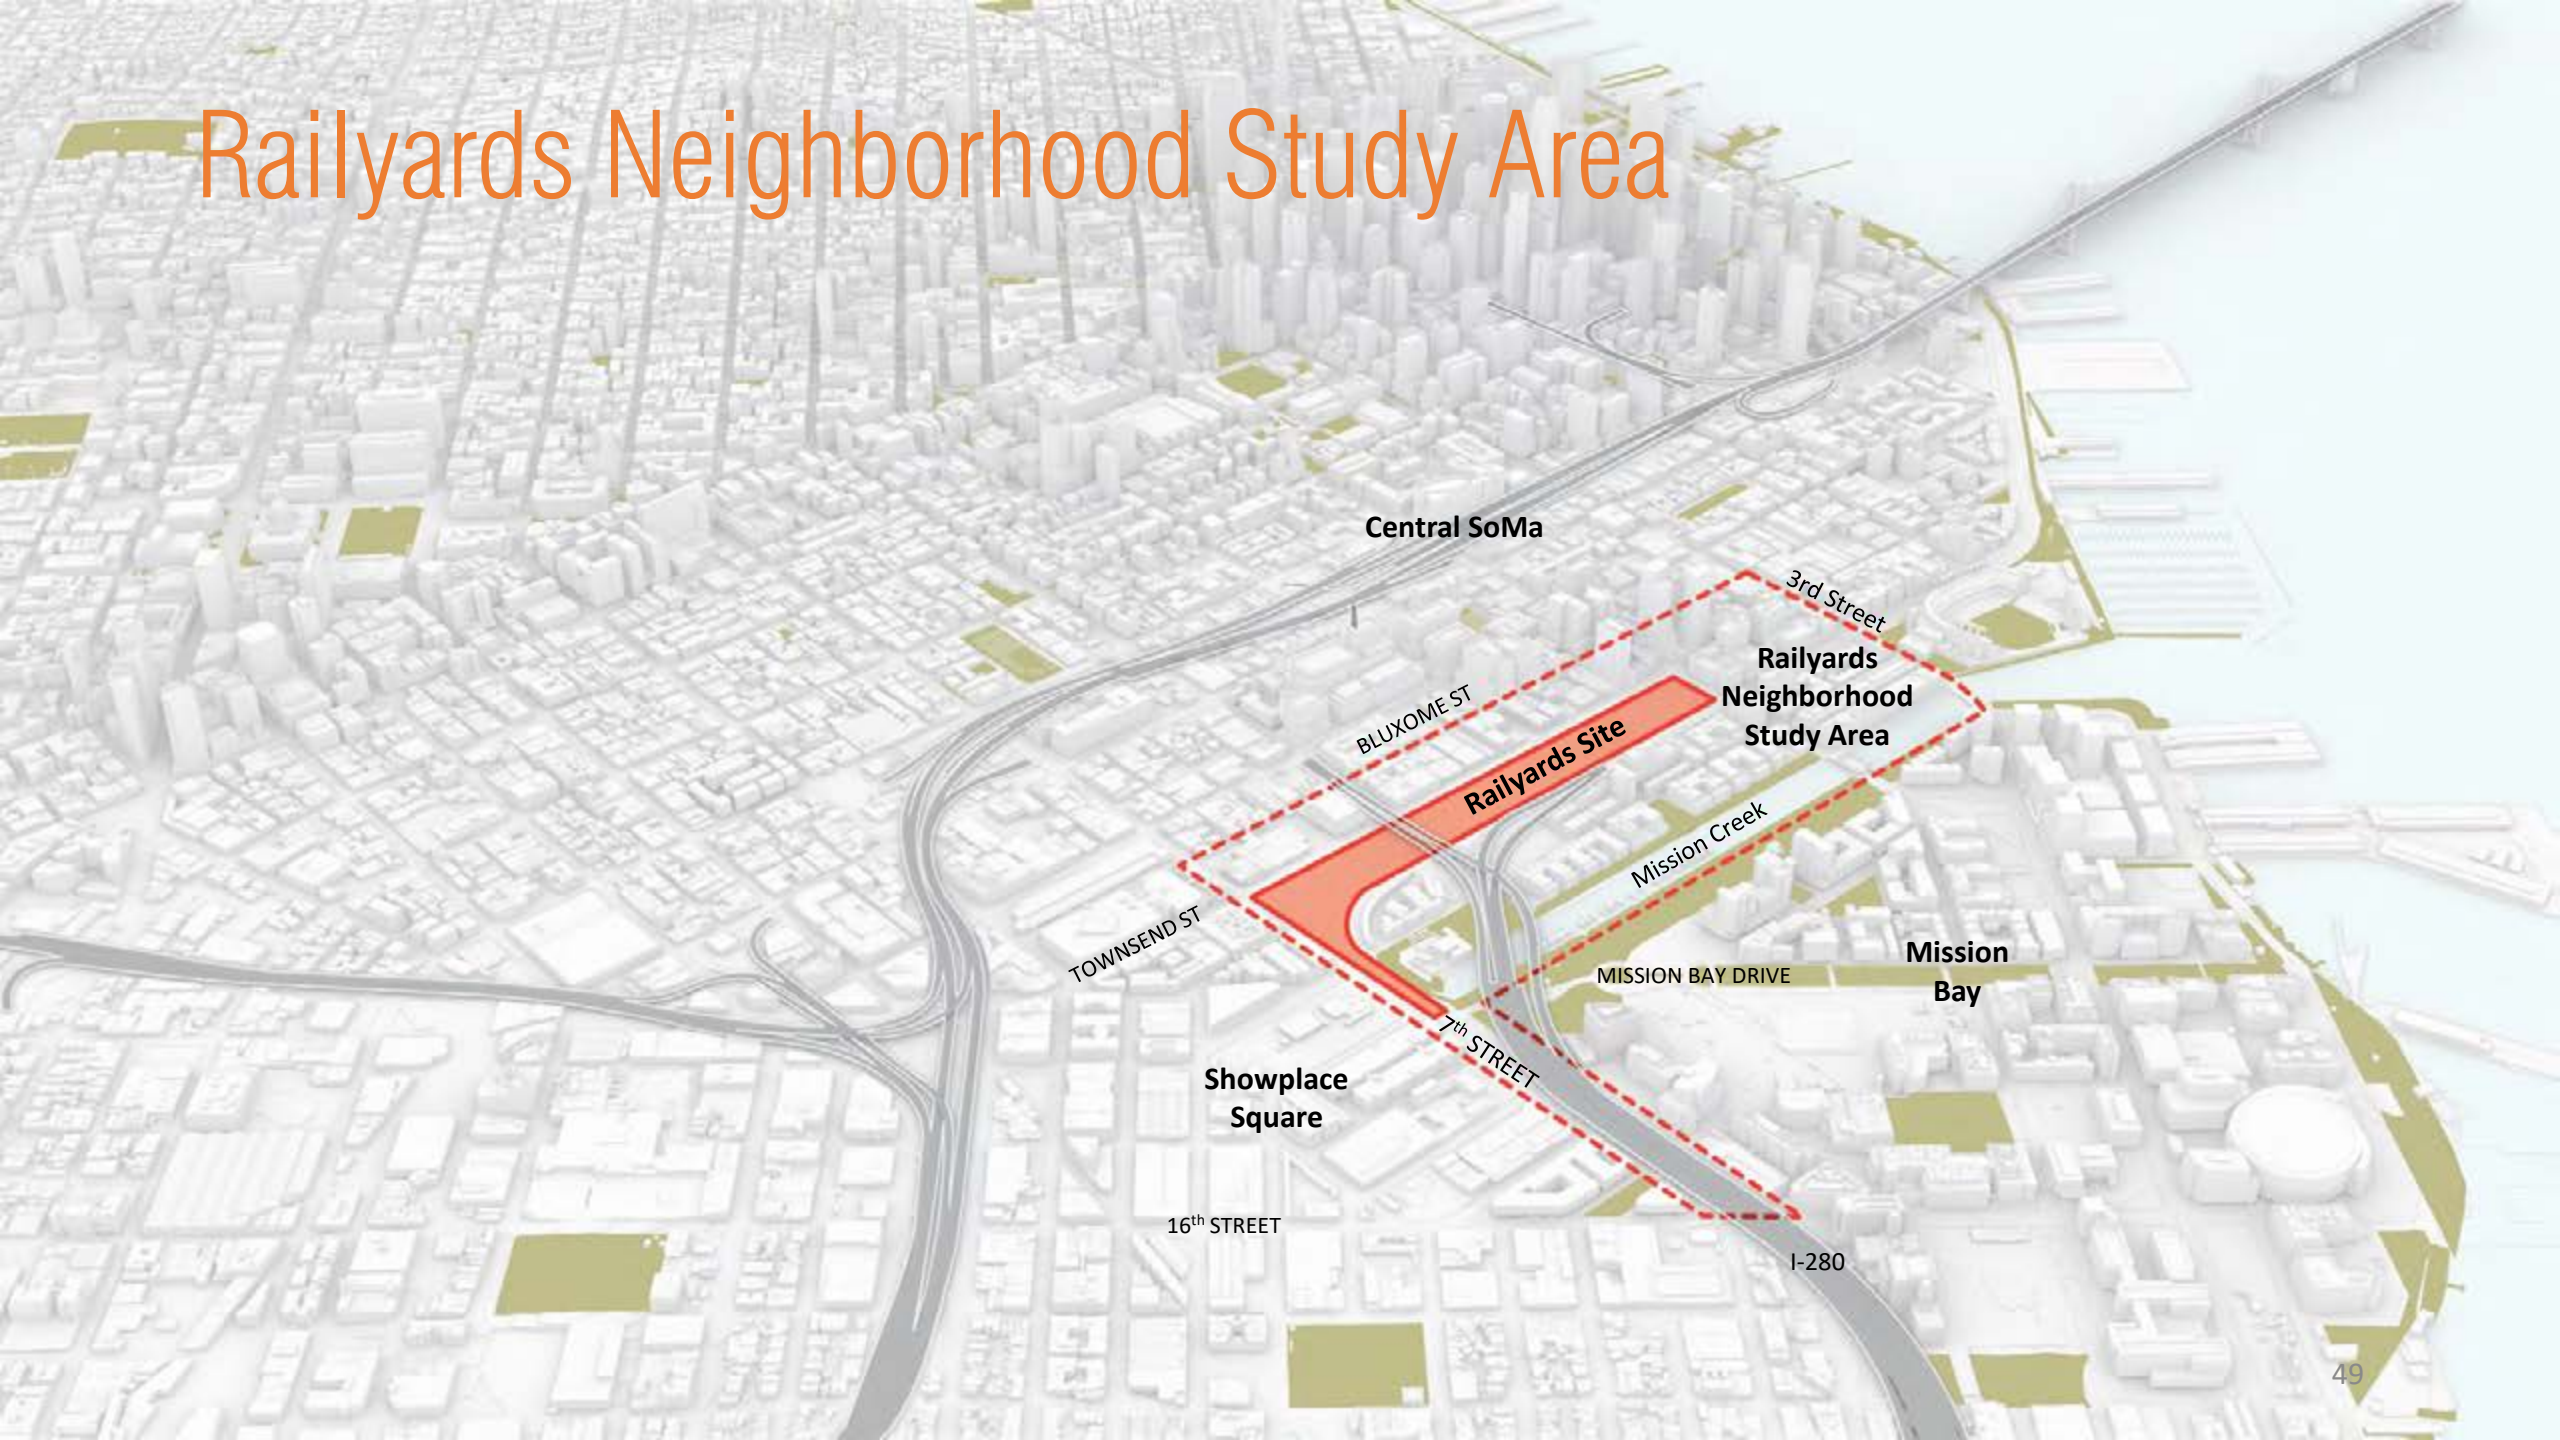 Railyards Neighborhood Study Area
Central SoMa
3rd Street
Railyards
Neighborhood
Study Area
BLUXOME ST
Railyards Site
Mission Creek
TOWNSEND ST
Mission
Bay
MISSION BAY DRIVE
7th STREET
Showplace
Square
16th STREET
I-280
49